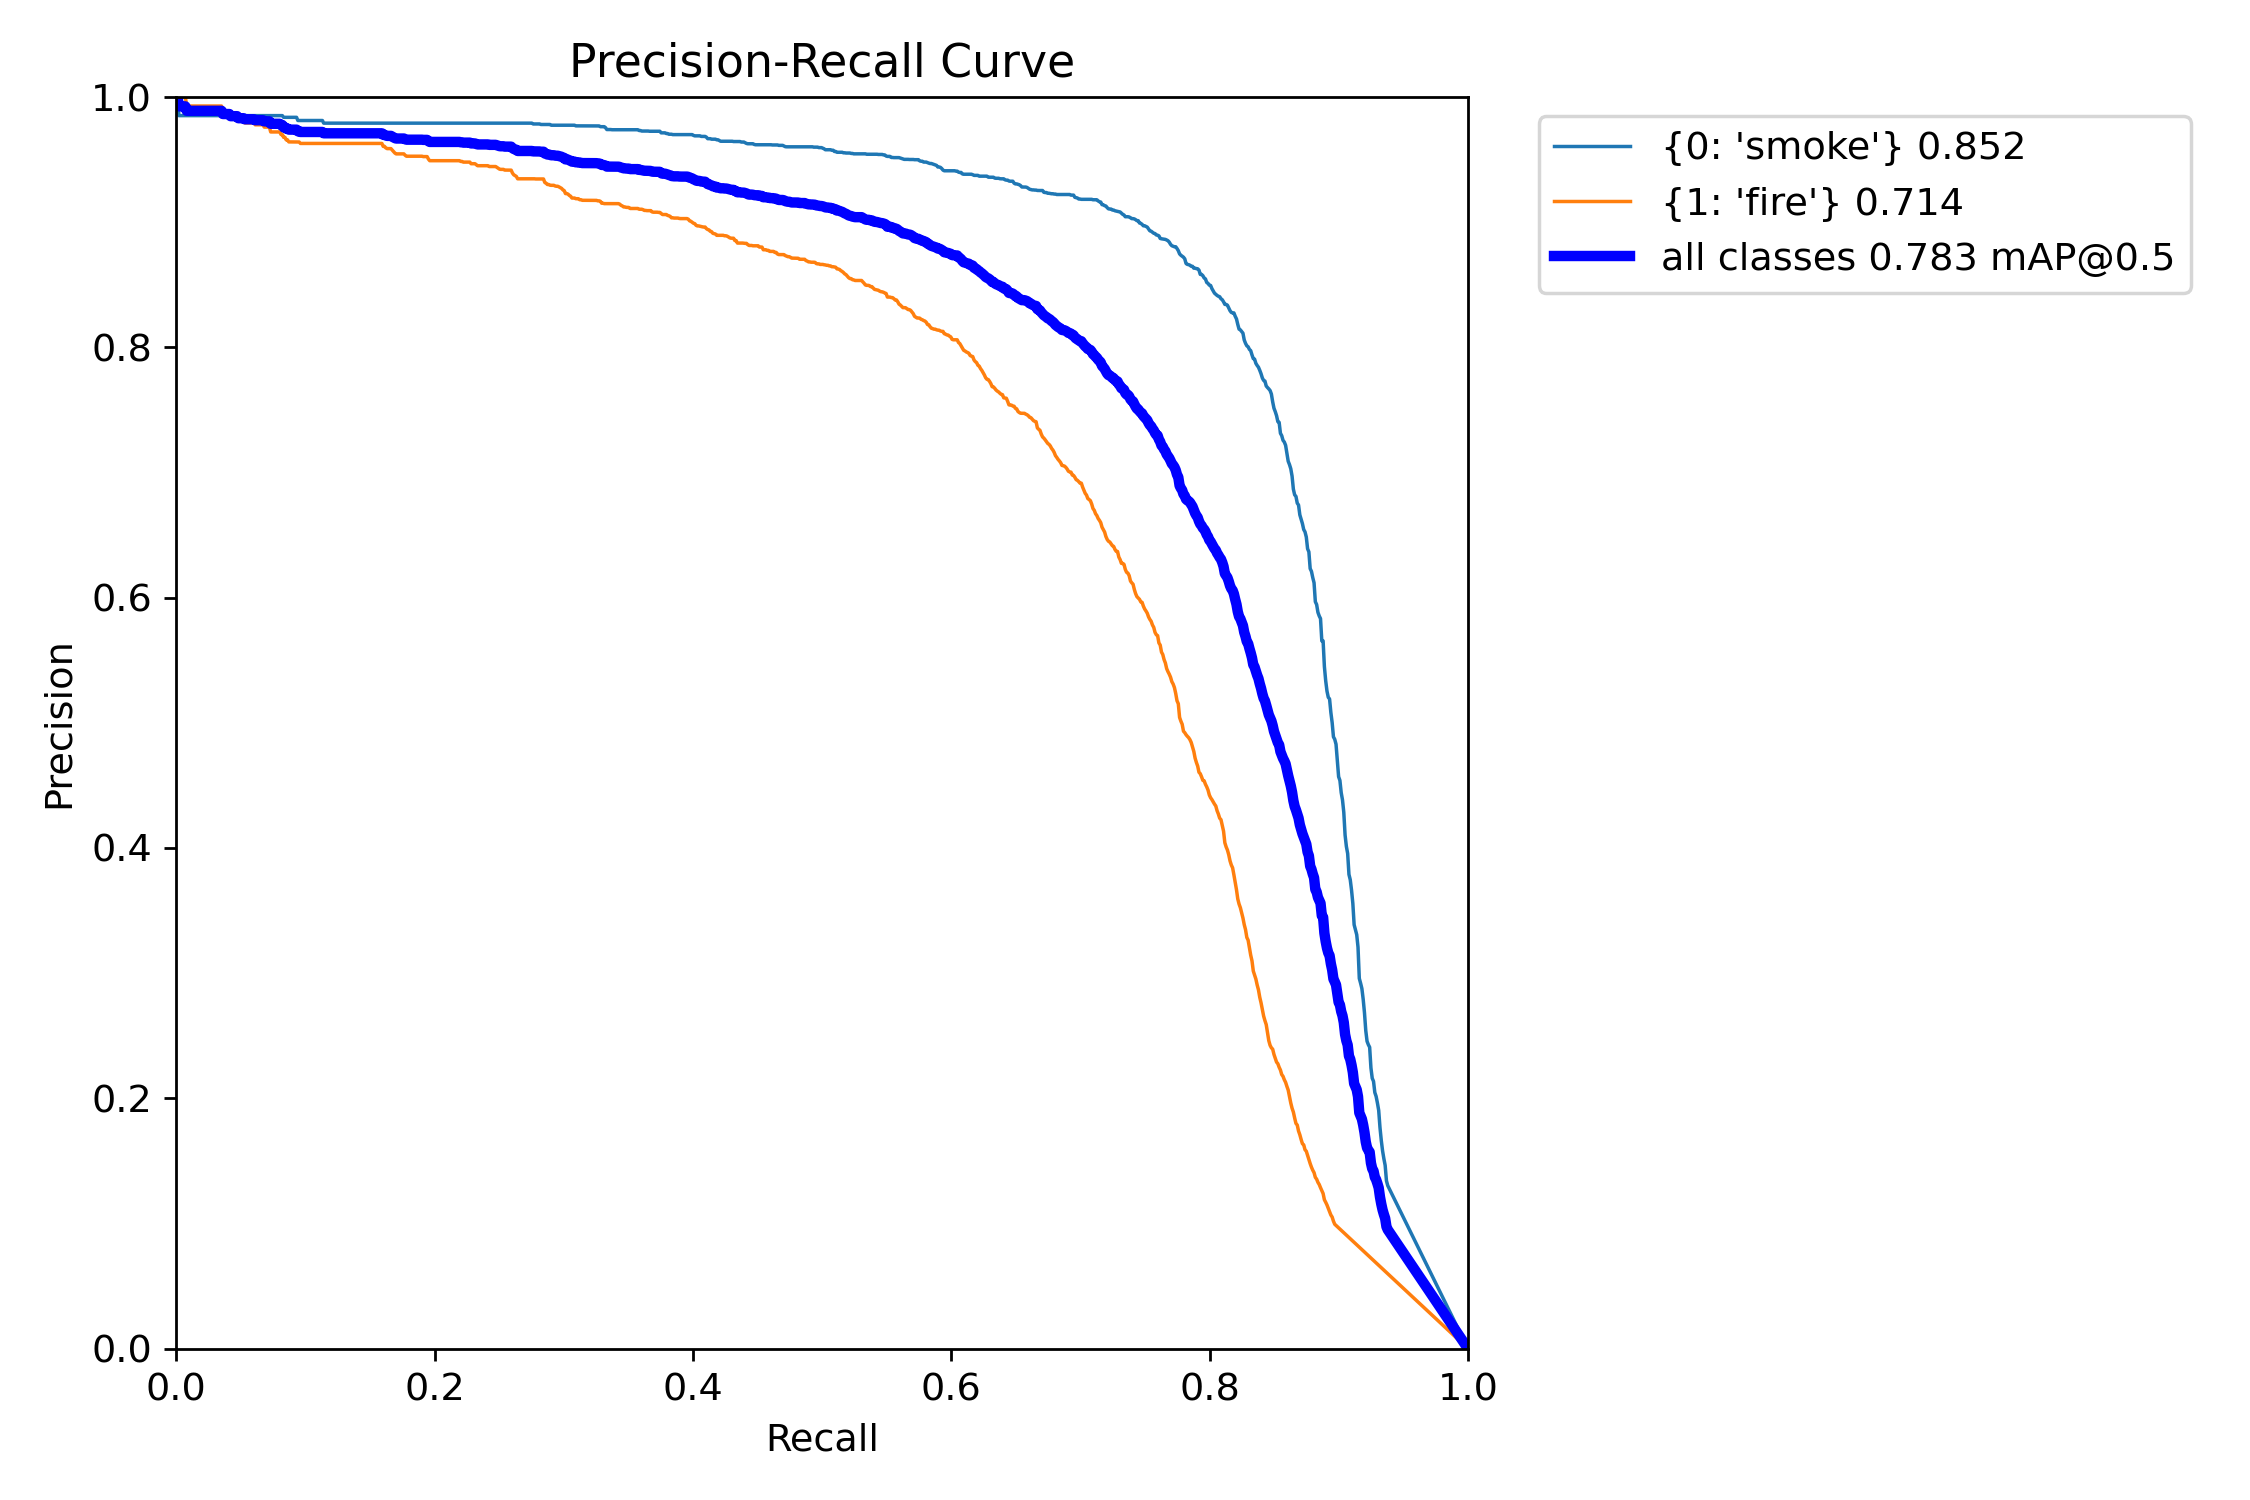 Precision-Recall Curve
1.0
0.8
0.6
0.4
0.2
0.0
Precision
0.0 0.2 0.4 0.6 0.8 1.0
Recall
{0: 'smoke'} 0.852
{1: 'fire'} 0.714
all classes 0.783 mAP@0.5